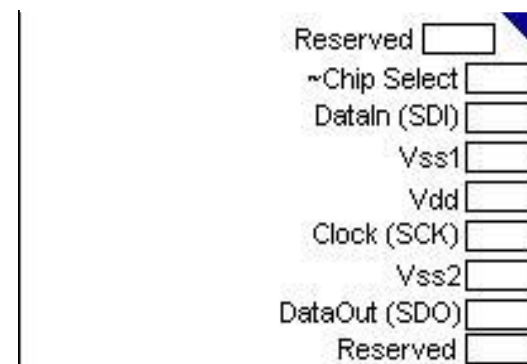 Reserved
~Chip Select
DataIn (SDI)
Vss1
Vdd
Clock (SCK)
Vss2
DataOut (SDO)
Reserved